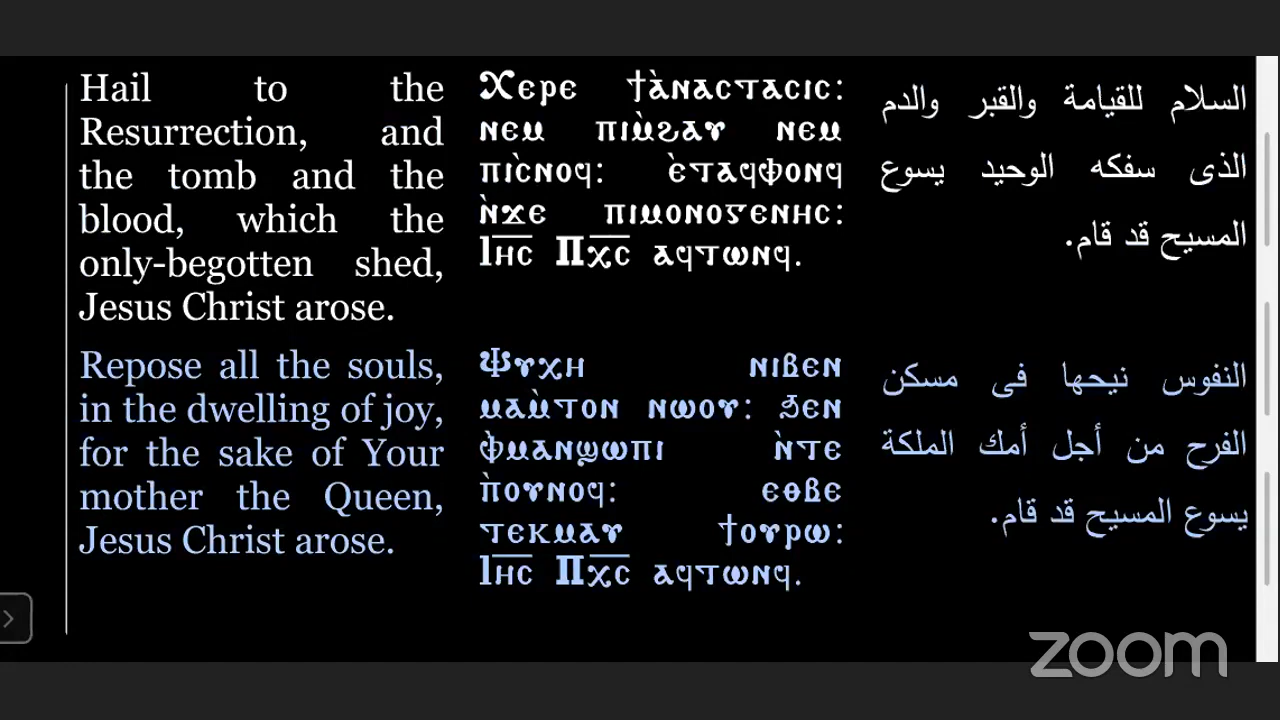 Hail to the
Resurrection, and
the tomb and the
blood, which the
only-begotten shed,
Jesus Christ arose.
Ⲭⲉⲣⲉ ϯⲁ̀ⲛⲁⲥⲧⲁⲥⲓⲥ:
ⲛⲉⲙ ⲡⲓⲙ̀ϩⲁⲩ ⲛⲉⲙ
ⲡⲓⲥ̀ⲛⲟϥ: ⲉ̀ⲧⲁϥⲫⲟⲛϥ
ⲛ̀ϫⲉ ⲡⲓⲙⲟⲛⲟⲅⲉⲛⲏⲥ:
Ⲓⲏ̅ⲥ̅ Ⲡⲭ̅ⲥ̅ ⲁϥⲧⲱⲛϥ.
السلام للقيامة والقبر والدم
الذى سفكه الوحيد يسوع
المسيح قد قام.
Repose all the souls,
in the dwelling of joy,
for the sake of Your
mother the Queen,
Jesus Christ arose.
Ⲯⲩⲭⲏ ⲛⲓⲃⲉⲛ
ⲙⲁⲙ̀ⲧⲟⲛ ⲛⲱⲟⲩ: ϧⲉⲛ
ⲫ̀ⲙⲁⲛϣⲱⲡⲓ ⲛ̀ⲧⲉ
ⲡ̀ⲟⲩⲛⲟϥ: ⲉⲑⲃⲉ
ⲧⲉⲕⲙⲁⲩ ϯⲟⲩⲣⲱ:
Ⲓⲏ̅ⲥ̅ Ⲡⲭ̅ⲥ̅ ⲁϥⲧⲱⲛϥ.
النفوس نيحها فى مسكن
الفرح من أجل أمك الملكة
يسوع المسيح قد قام.
zoom